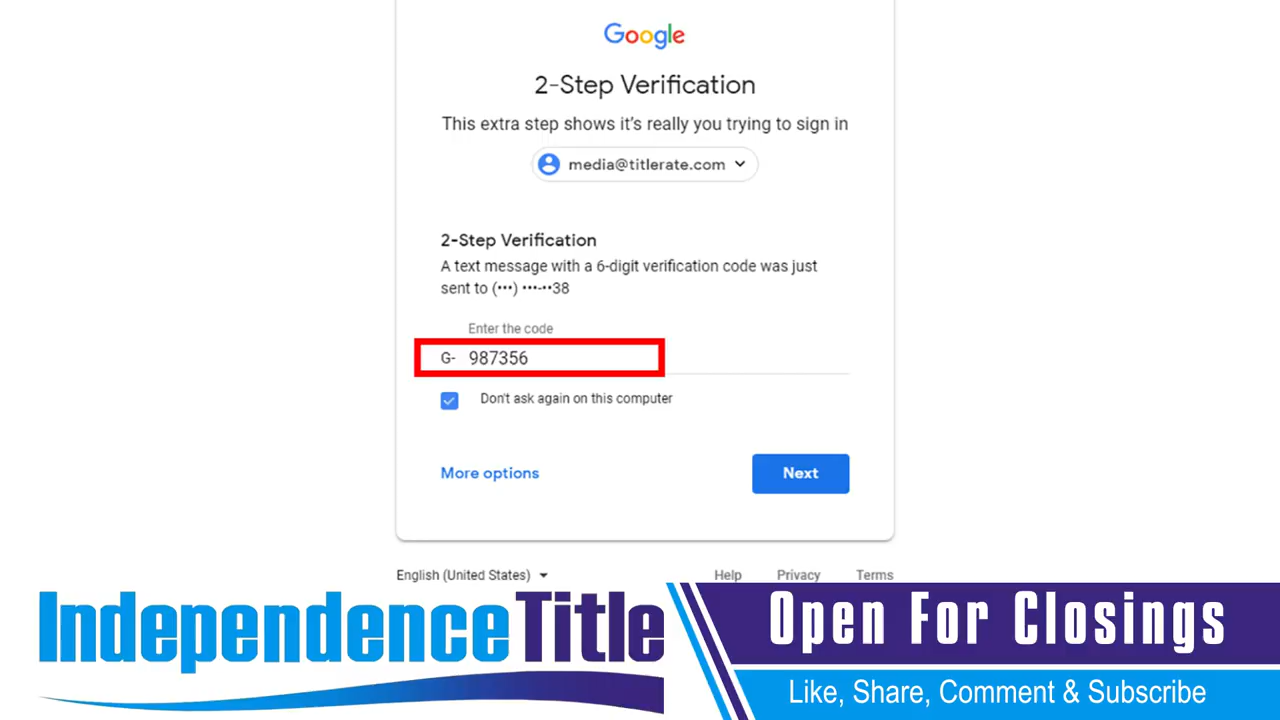 Google
2-Step Verification
This extra step shows it's really you trying to sign in
media@titlerate.com
2-Step Verification
A text message with a 6-digit verification code was just
sent to (•••) •••-••38
Enter the code
G- 987356
Don't ask again on this computer
More options
Next
English (United States)
Help
Privacy
Terms
IndependenceTitle
Open For Closings
Like, Share, Comment & Subscribe